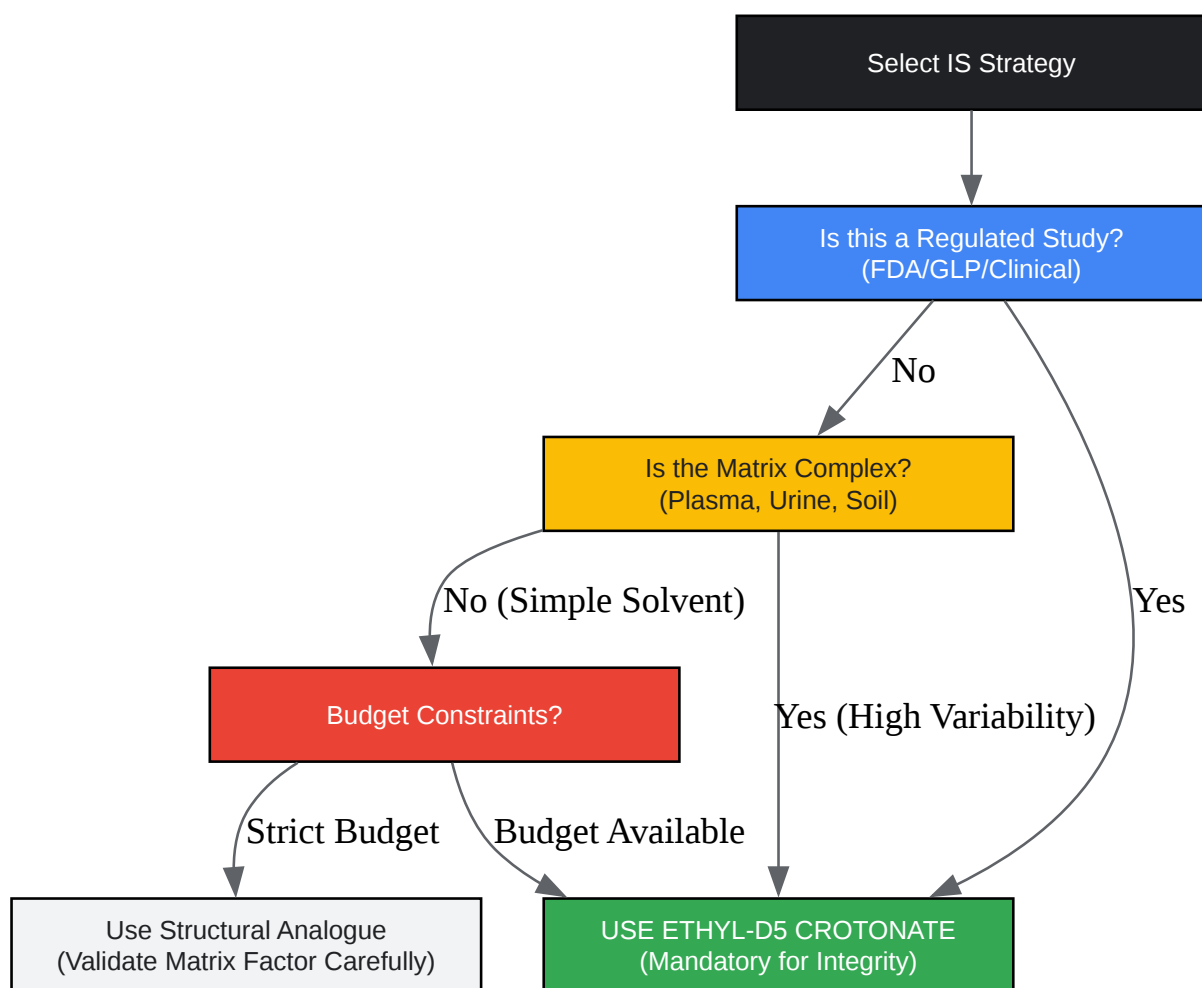 Select IS Strategy
Is this a Regulated Study?
(FDA/GLP/Clinical)
No
Is the Matrix Complex?
(Plasma, Urine, Soil)
No (Simple Solvent)
Yes
Budget Constraints?
Yes (High Variability)
Strict Budget
Budget Available
Use Structural Analogue
(Validate Matrix Factor Carefully)
USE ETHYL-D5 CROTONATE
(Mandatory for Integrity)